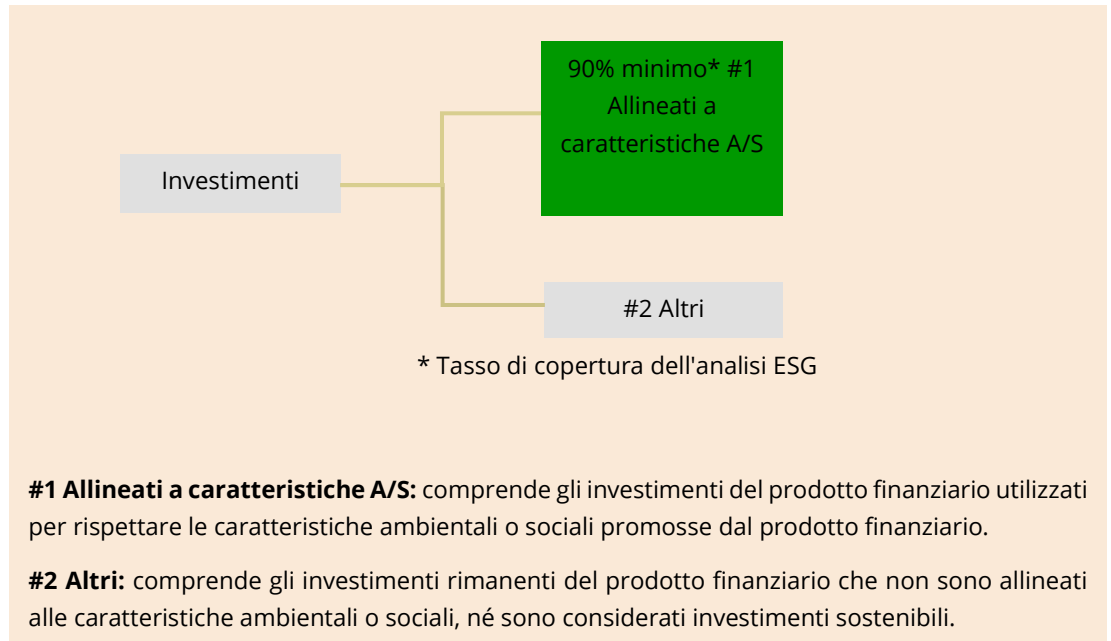 90% minimo* #1
Allineati a
caratteristiche A/S
Investimenti
#2 Altri
* Tasso di copertura dell'analisi ESG
#1 Allineati a caratteristiche A/S: comprende gli investimenti del prodotto finanziario utilizzati
per rispettare le caratteristiche ambientali o sociali promosse dal prodotto finanziario.
#2 Altri: comprende gli investimenti rimanenti del prodotto finanziario che non sono allineati
alle caratteristiche ambientali o sociali, né sono considerati investimenti sostenibili.